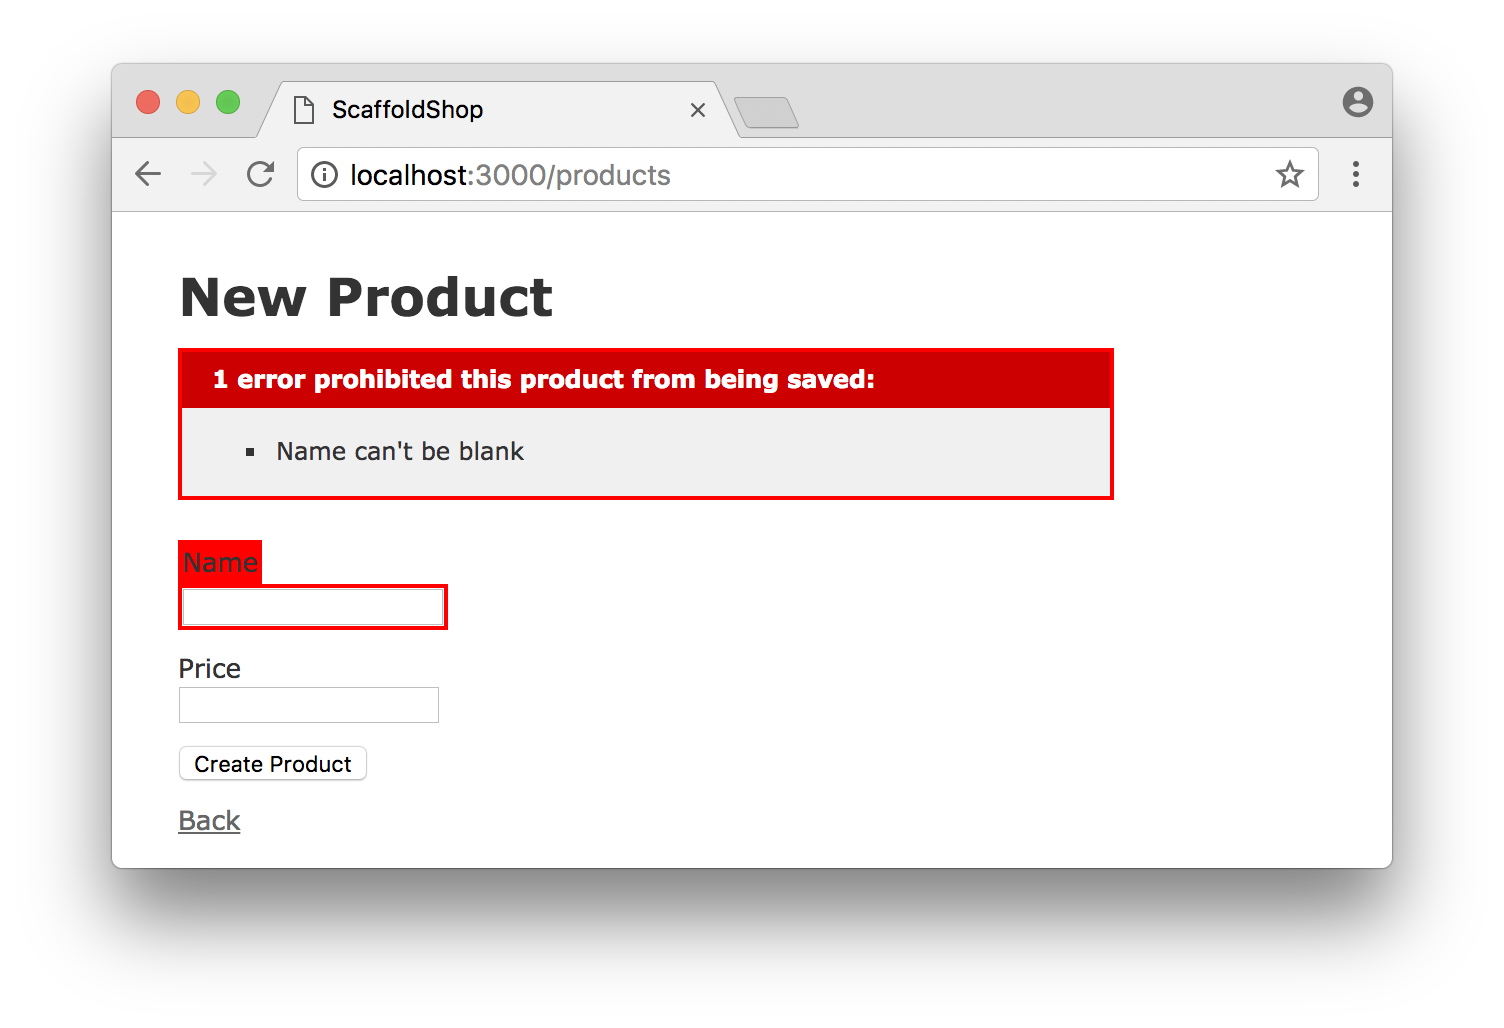 ScaffoldShop
localhost:3000/products
New Product
1 error prohibited this product from being saved:
Name can't be blank
Name
Price
Create Product
Back